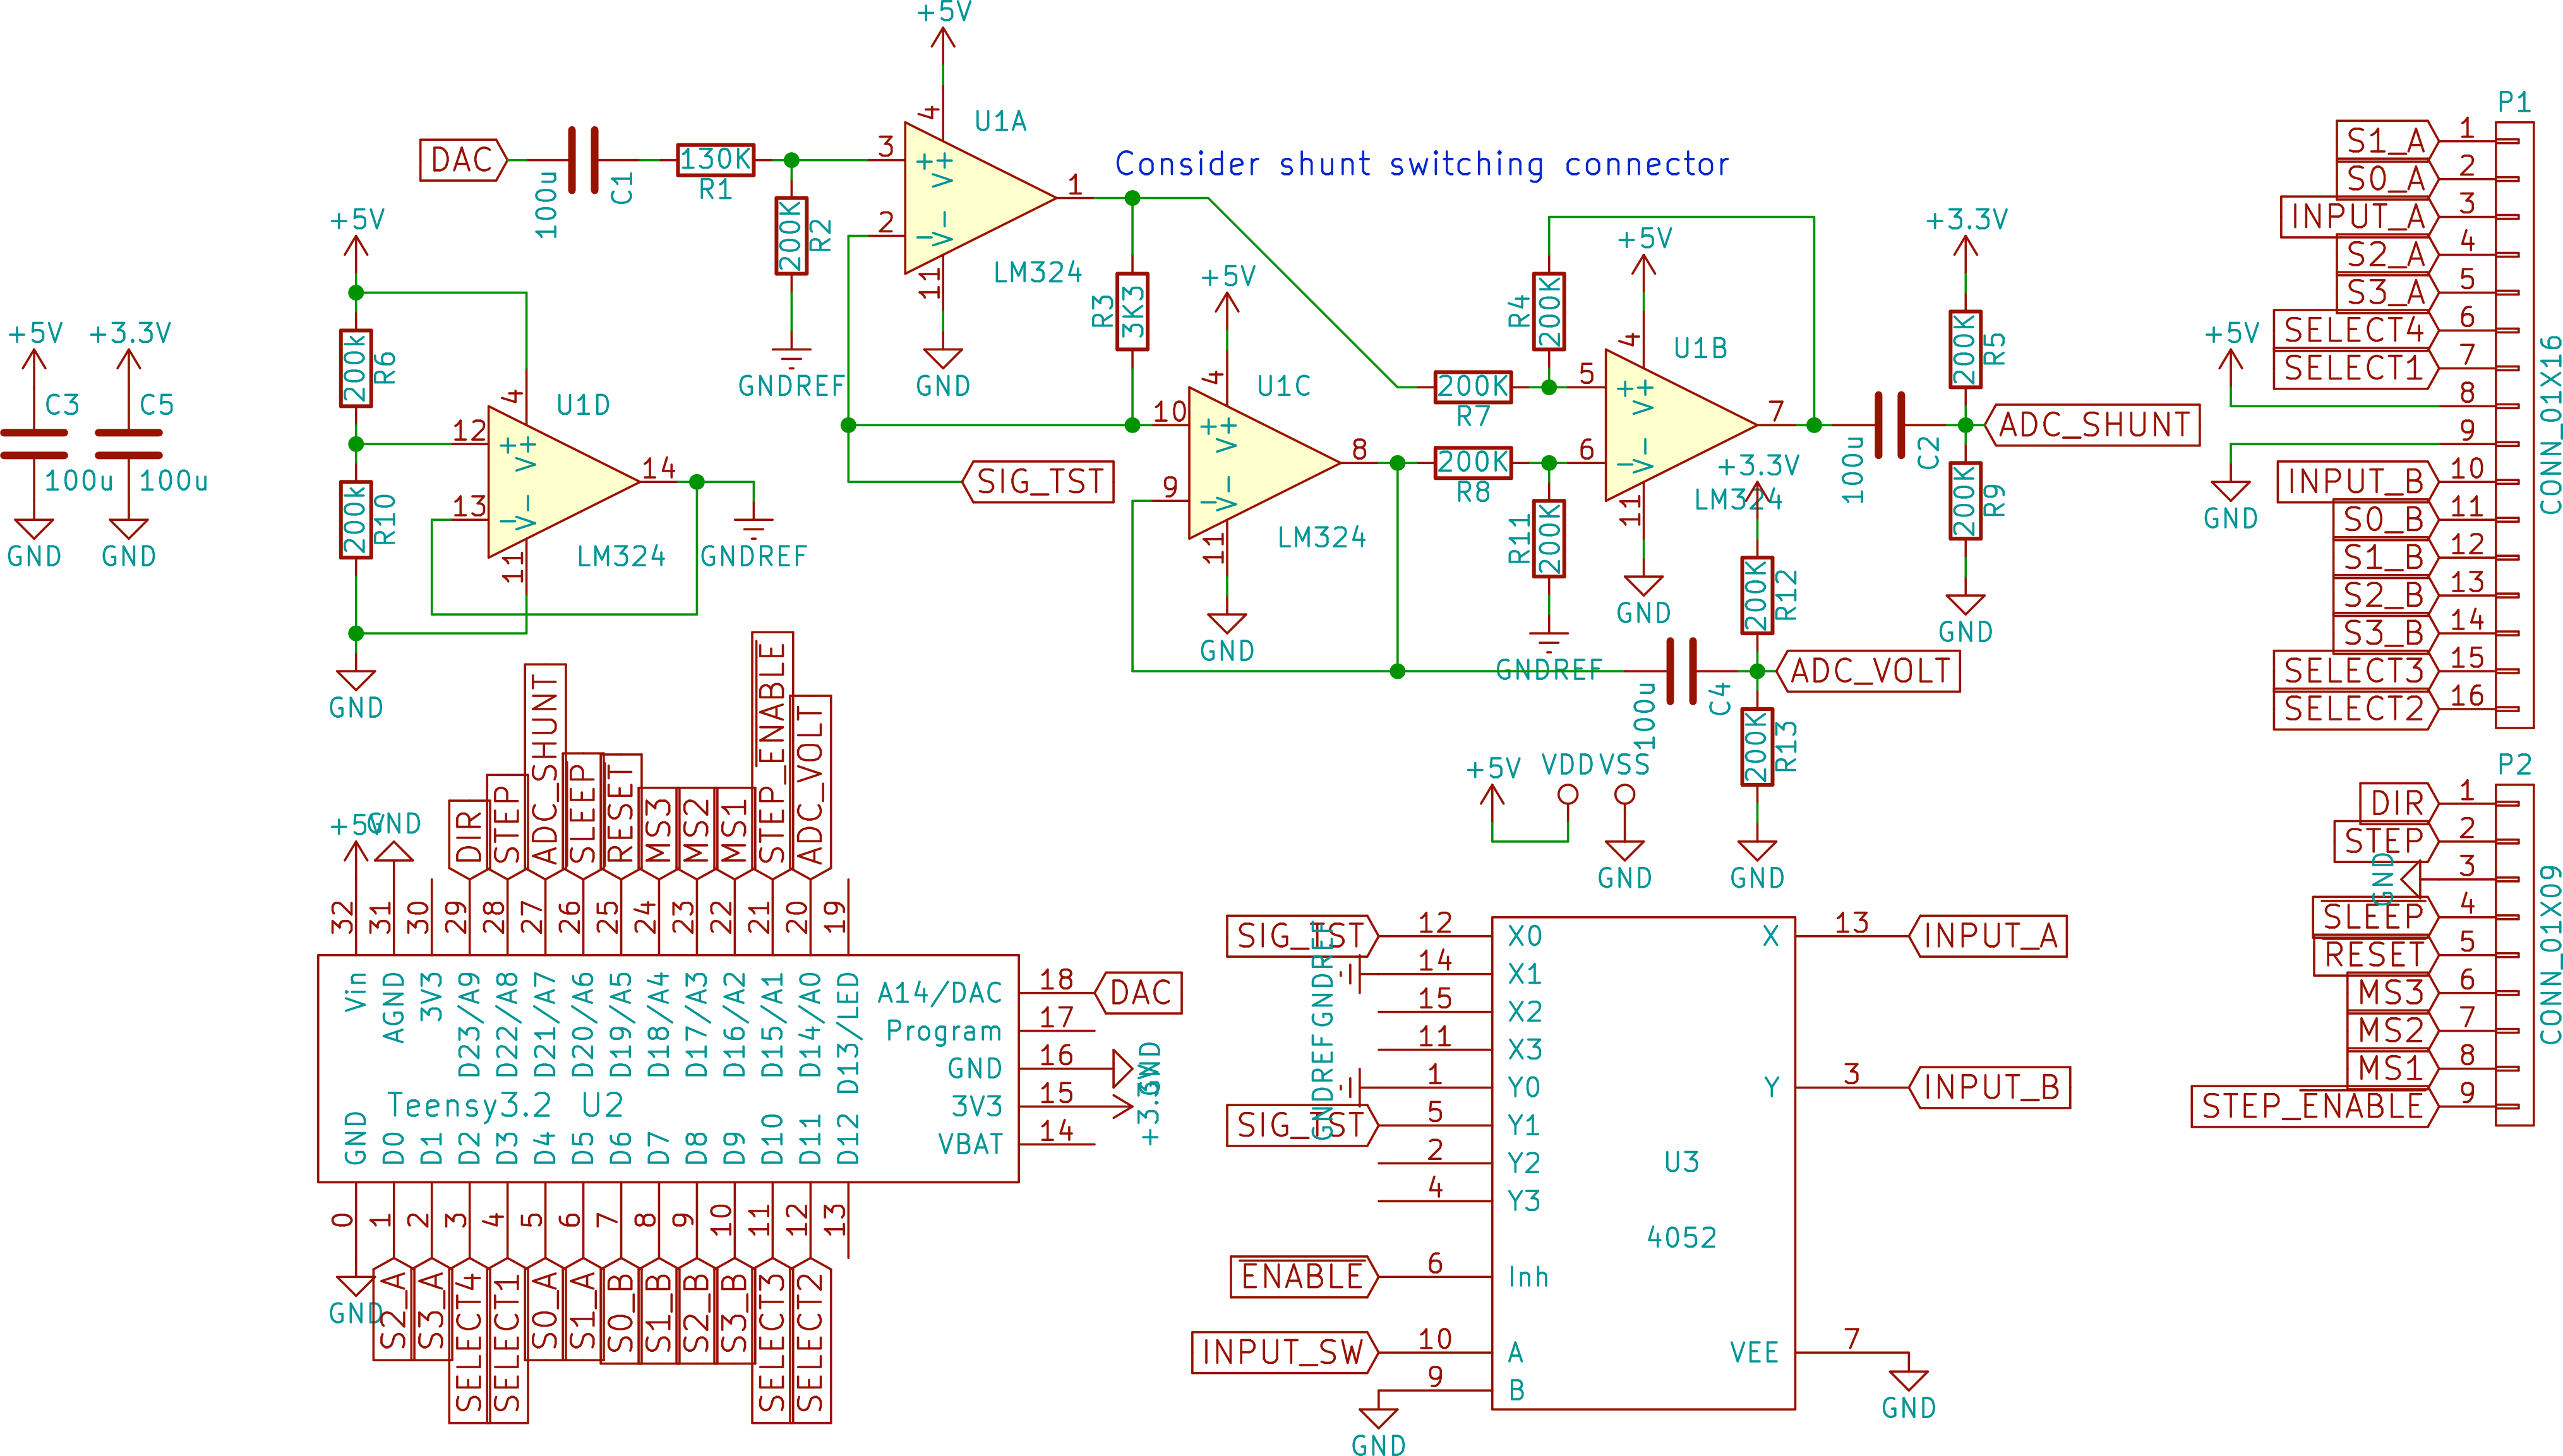 +5V
4
U1A
DAC
100u
C1
130K
R1
3
++
V+
2
V-
11
1
LM324
GND
200K
R2
GNDREF
Consider shunt switching connector
R3
3K3
+5V
4
U1C
10
++
V+
9
V-
11
8
LM324
GND
SIG_TST
+5V
R6
200k
R10
200k
12
13
4
U1D
++
V+
V-
11
14
LM324
GNDREF
GND
+5V
C3
100u
GND
+3.3V
C5
100u
GND
R4
200K
200K
R7
200K
R8
R11
200K
GNDREF
+5V
4
U1B
5
++
V+
6
V-
11
7
LM324
GND
100u
C2
+3.3V
200K
R5
200K
R9
GND
ADC_SHUNT
+3.3V
200K
R12
200K
R13
GND
100u
C4
ADC_VOLT
+5V
VDD
VSS
GND
P1
CONN_01X16
S1_A 1
S0_A 2
INPUT_A 3
S2_A 4
S3_A 5
SELECT4 6
SELECT1 7
+5V 8
GND 9
INPUT_B 10
S0_B 11
S1_B 12
S2_B 13
S3_B 14
SELECT3 15
SELECT2 16
P2
CONN_01X09
DIR 1
STEP 2
GND 3
SLEEP 4
RESET 5
MS3 6
MS2 7
MS1 8
STEP_ENABLE 9
+5V 32 Vin
GND 31 AGND
30 3V3
DIR 29 D23/A9
STEP 28 D22/A8
ADC_SHUNT 27 D21/A7
SLEEP 26 D20/A6
RESET 25 D19/A5
MS3 24 D18/A4
MS2 23 D17/A3
MS1 22 D16/A2
STEP_ENABLE 21 D15/A1
ADC_VOLT 20 D14/A0
19 D13/LED
A14/DAC 18 DAC
Program 17
GND 16 GND
3V3 15 +3.3V
VBAT 14
Teensy3.2 U2
GND 0 GND
D0 1 S2_A
D1 2 S3_A
D2 3 SELECT4
D3 4 SELECT1
D4 5 S0_A
D5 6 S1_A
D6 7 S0_B
D7 8 S1_B
D8 9 S2_B
D9 10 S3_B
D10 11 SELECT3
D11 12 SELECT2
D12 13
SIG_TST 12 X0
GNDREF 14 X1
15 X2
11 X3
GNDREF 1 Y0
SIG_TST 5 Y1
2 Y2
4 Y3
ENABLE 6 Inh
INPUT_SW 10 A
9 B
GND
X 13 INPUT_A
Y 3 INPUT_B
U3
4052
VEE 7
GND